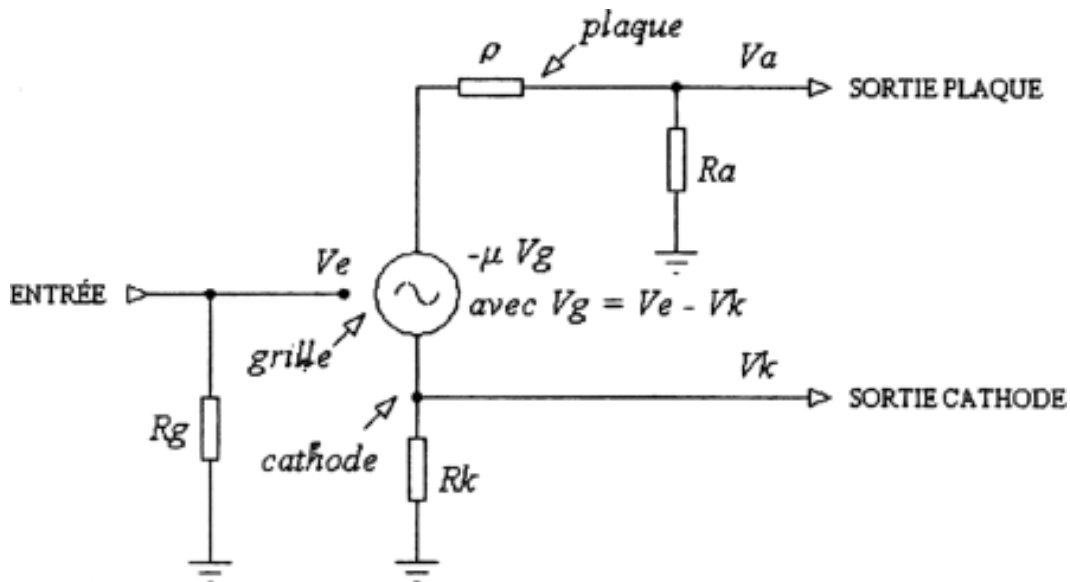 plaque
ρ
Va
SORTIE PLAQUE
Ra
Ve
-μ Vg
ENTRÉE
avec Vg = Ve - Vk
grille
Vk
SORTIE CATHODE
Rg
cathode
Rk